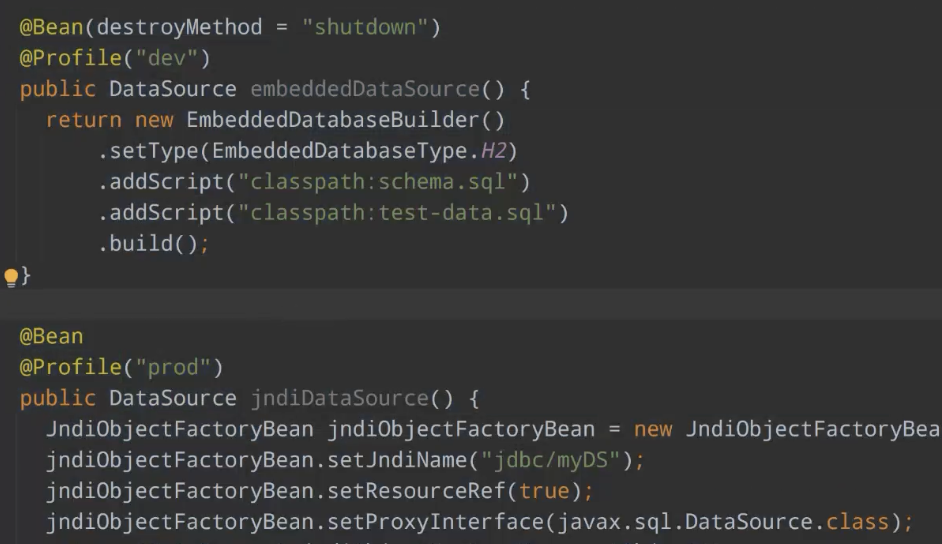 @Bean(destroyMethod = "shutdown")
@Profile("dev")
public DataSource embeddedDataSource() {
return new EmbeddedDatabaseBuilder()
.setType(EmbeddedDatabaseType.H2)
.addScript("classpath:schema.sql")
.addScript("classpath:test-data.sql")
.build();
}
@Bean
@Profile("prod")
public DataSource jndiDataSource() {
JndiObjectFactoryBean jndiObjectFactoryBean = new JndiObjectFactoryBea
jndiObjectFactoryBean.setJndiName("jdbc/myDS");
jndiObjectFactoryBean.setResourceRef(true);
jndiObjectFactoryBean.setProxyInterface(javax.sql.DataSource.class);